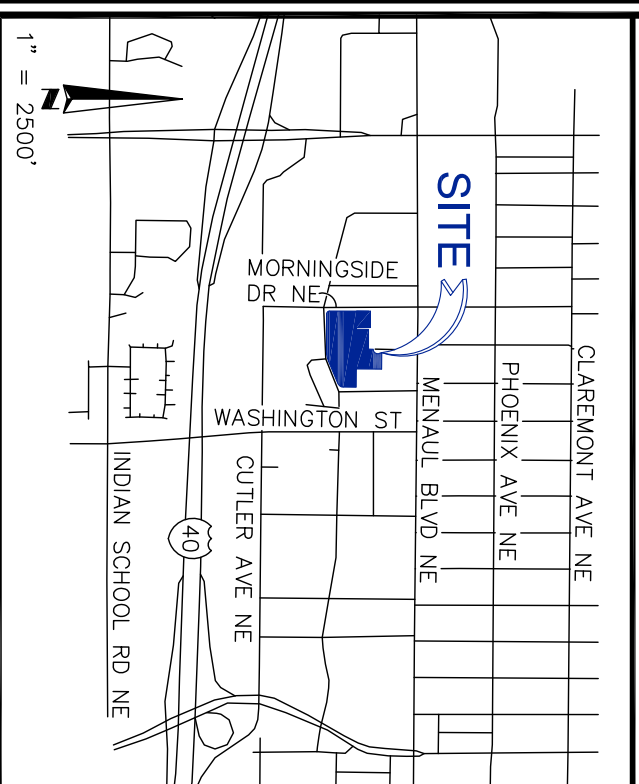 CLAREMONT AVE NE
PHOENIX AVE NE
MENAUL BLVD NE
SITE
MORNINGSIDE
DR NE
WASHINGTON ST
CUTLER AVE NE
40
INDIAN SCHOOL RD NE
N
1" = 2500'